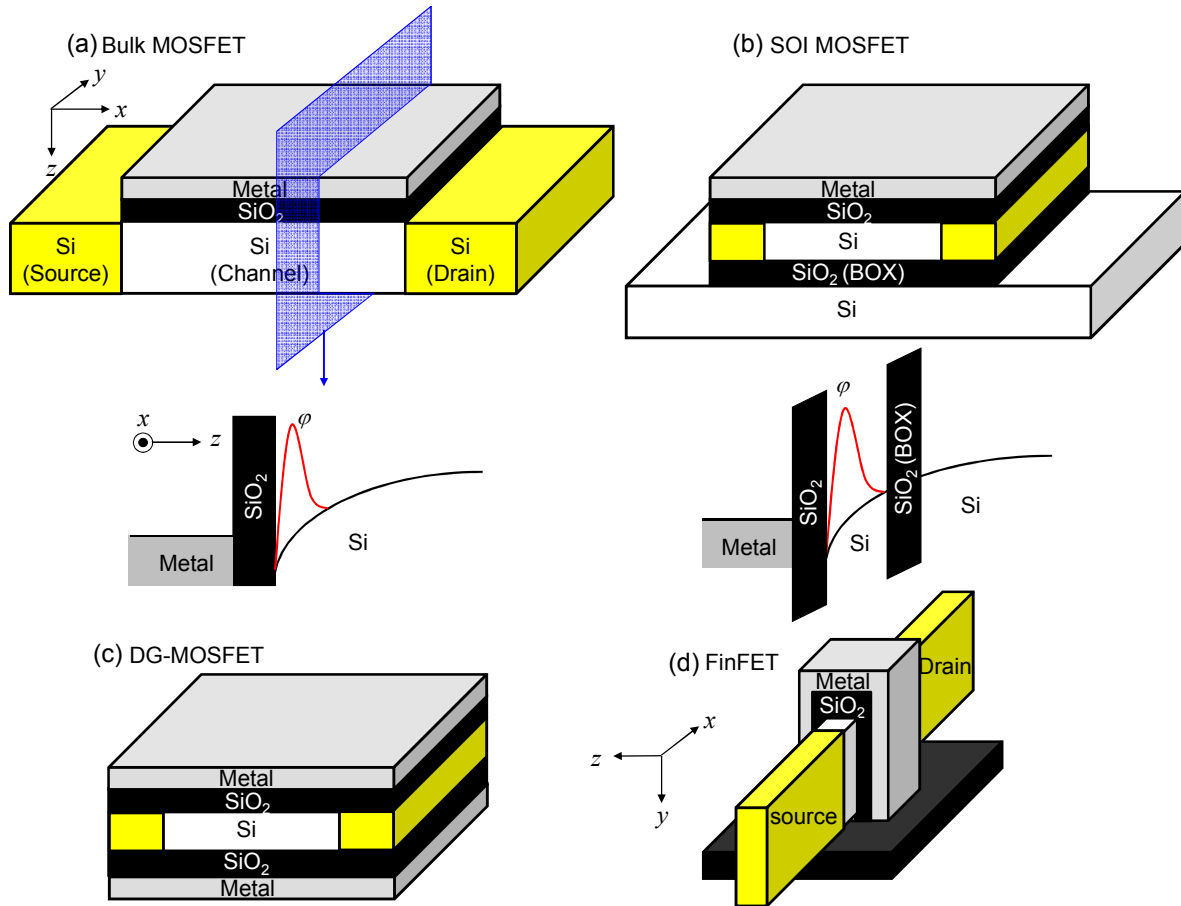 (a) Bulk MOSFET
y
x
z
Metal
SiO2
Si
(Source)
Si
(Channel)
Si
(Drain)
x
z
φ
SiO2
Metal
Si
(b) SOI MOSFET
Metal
SiO2
Si
SiO2 (BOX)
Si
φ
SiO2
SiO2 (BOX)
Metal
Si
Si
(c) DG-MOSFET
Metal
SiO2
Si
SiO2
Metal
(d) FinFET
x
z
y
Metal
SiO2
Drain
source